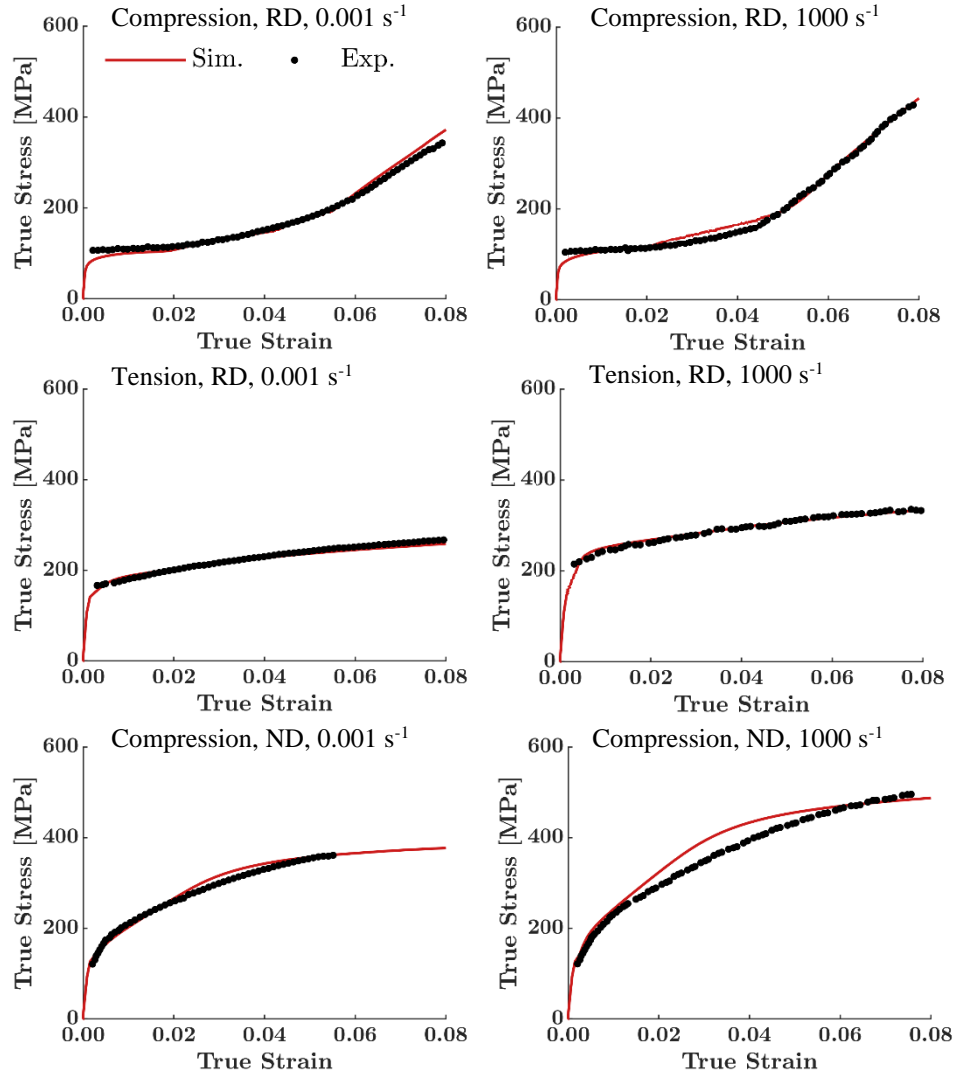 Compression, RD, 0.001 s-1
600
400
200
0
True Stress [MPa]
Sim.
Exp.
0.00 0.02 0.04 0.06 0.08
True Strain
Compression, RD, 1000 s-1
600
400
200
0
True Stress [MPa]
0.00 0.02 0.04 0.06 0.08
True Strain
Tension, RD, 0.001 s-1
600
400
200
0
True Stress [MPa]
0.00 0.02 0.04 0.06 0.08
True Strain
Tension, RD, 1000 s-1
600
400
200
0
True Stress [MPa]
0.00 0.02 0.04 0.06 0.08
True Strain
Compression, ND, 0.001 s-1
600
400
200
0
True Stress [MPa]
0.00 0.02 0.04 0.06 0.08
True Strain
Compression, ND, 1000 s-1
600
400
200
0
True Stress [MPa]
0.00 0.02 0.04 0.06 0.08
True Strain